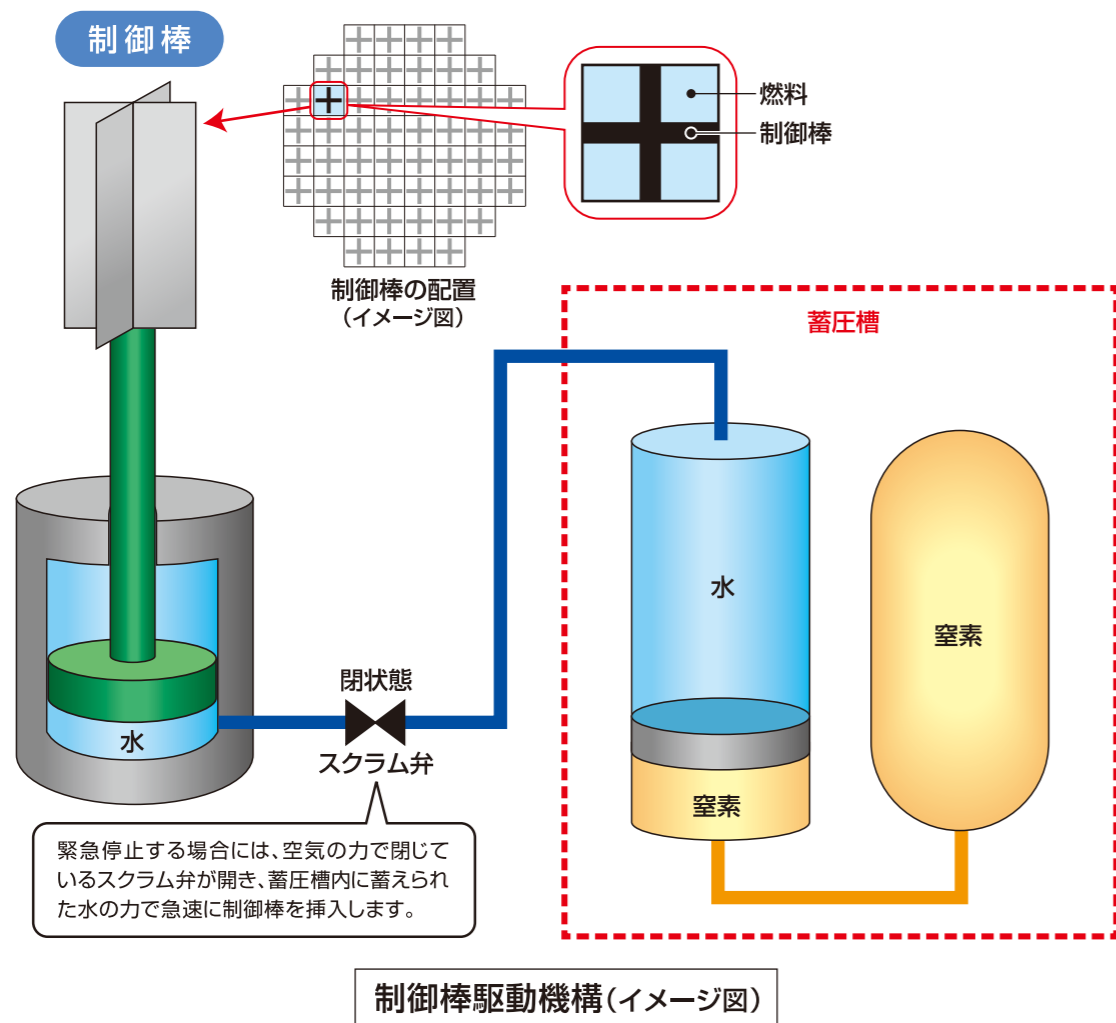 制御棒
燃料
制御棒
制御棒の配置
（イメージ図）
蓄圧槽
水
窒素
窒素
閉状態
水
スクラム弁
緊急停止する場合には、空気の力で閉じて
いるスクラム弁が開き、蓄圧槽内に蓄えられ
た水の力で急速に制御棒を挿入します。
制御棒駆動機構（イメージ図）